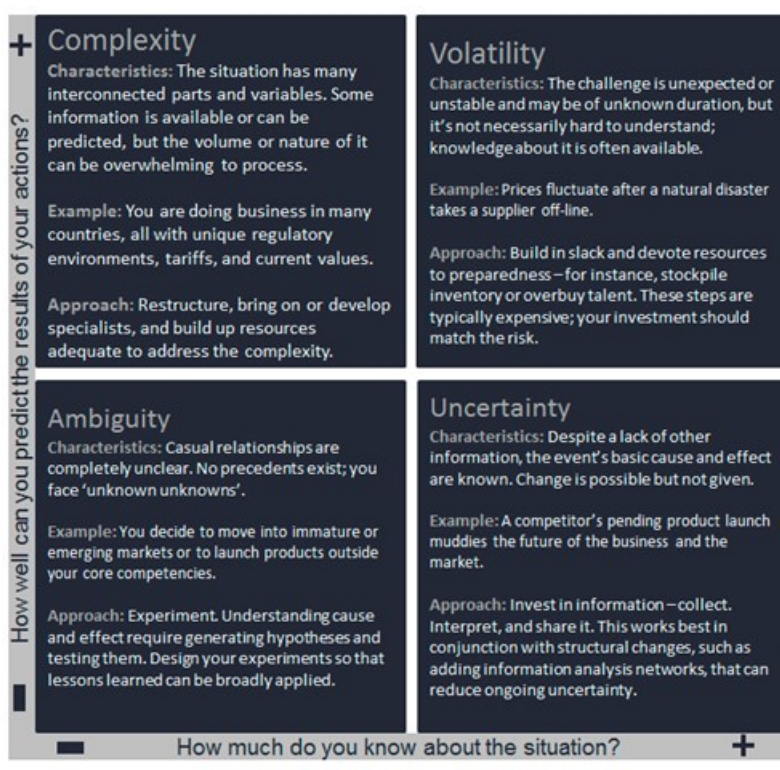 Complexity
Characteristics: The situation has many
interconnected parts and variables. Some
information is available or can be
predicted, but the volume or nature of it
can be overwhelming to process.
Example: You are doing business in many
countries, all with unique regulatory
environments, tariffs, and current values.
Approach: Restructure, bring on or develop
specialists, and build up resources
adequate to address the complexity.
Volatility
Characteristics: The challenge is unexpected or
unstable and may be of unknown duration, but
it's not necessarily hard to understand;
knowledge about it is often available.
Example: Prices fluctuate after a natural disaster
takes a supplier off-line.
Approach: Build in slack and devote resources
to preparedness – for instance, stockpile
inventory or overbuy talent. These steps are
typically expensive; your investment should
match the risk.
Ambiguity
Characteristics: Casual relationships are
completely unclear. No precedents exist; you
face 'unknown unknowns'.
Example: You decide to move into immature or
emerging markets or to launch products outside
your core competencies.
Approach: Experiment. Understanding cause
and effect require generating hypotheses and
testing them. Design your experiments so that
lessons learned can be broadly applied.
Uncertainty
Characteristics: Despite a lack of other
information, the event's basic cause and effect
are known. Change is possible but not given.
Example: A competitor's pending product launch
muddies the future of the business and the
market.
Approach: Invest in information – collect.
Interpret, and share it. This works best in
conjunction with structural changes, such as
adding information analysis networks, that can
reduce ongoing uncertainty.
+
How well can you predict the results of your actions?
-
- How much do you know about the situation? +